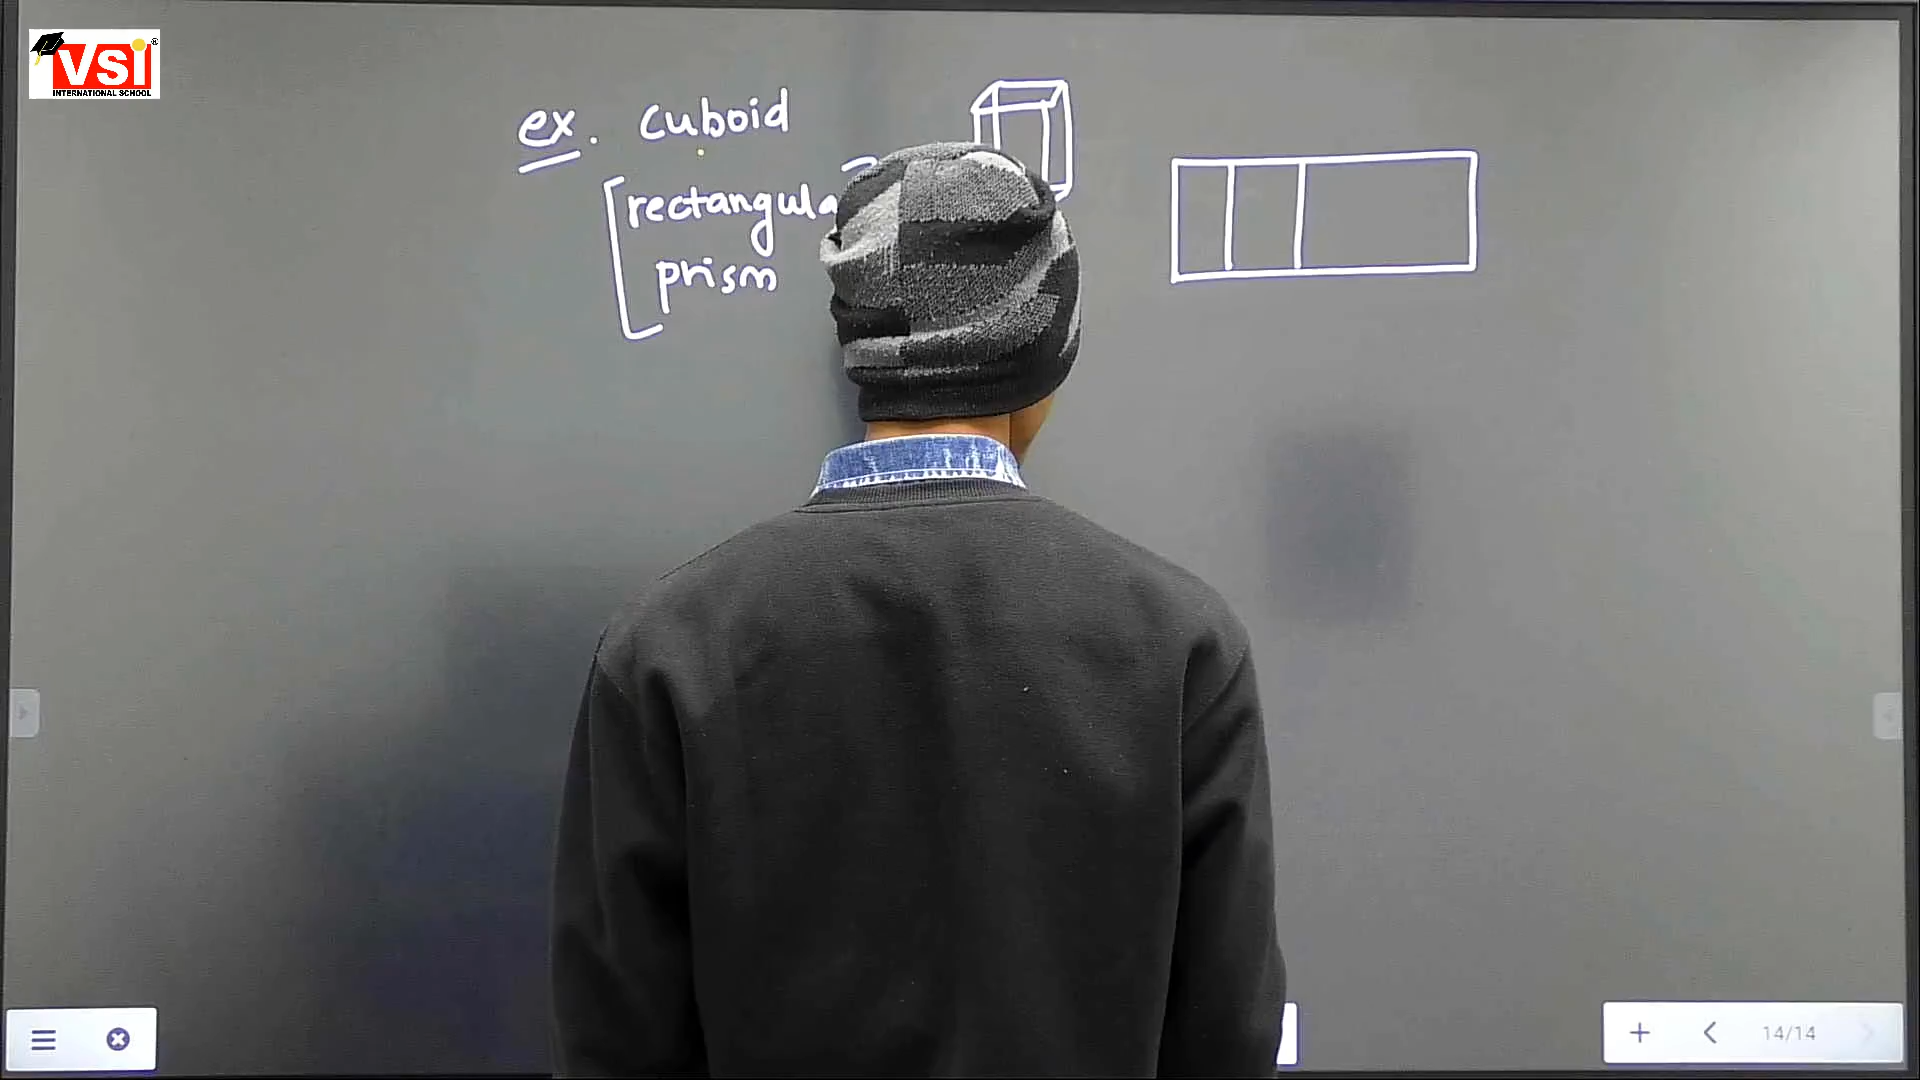 VSI
INTERNATIONAL SCHOOL
ex. cuboid
[rectangula
prism
14/14